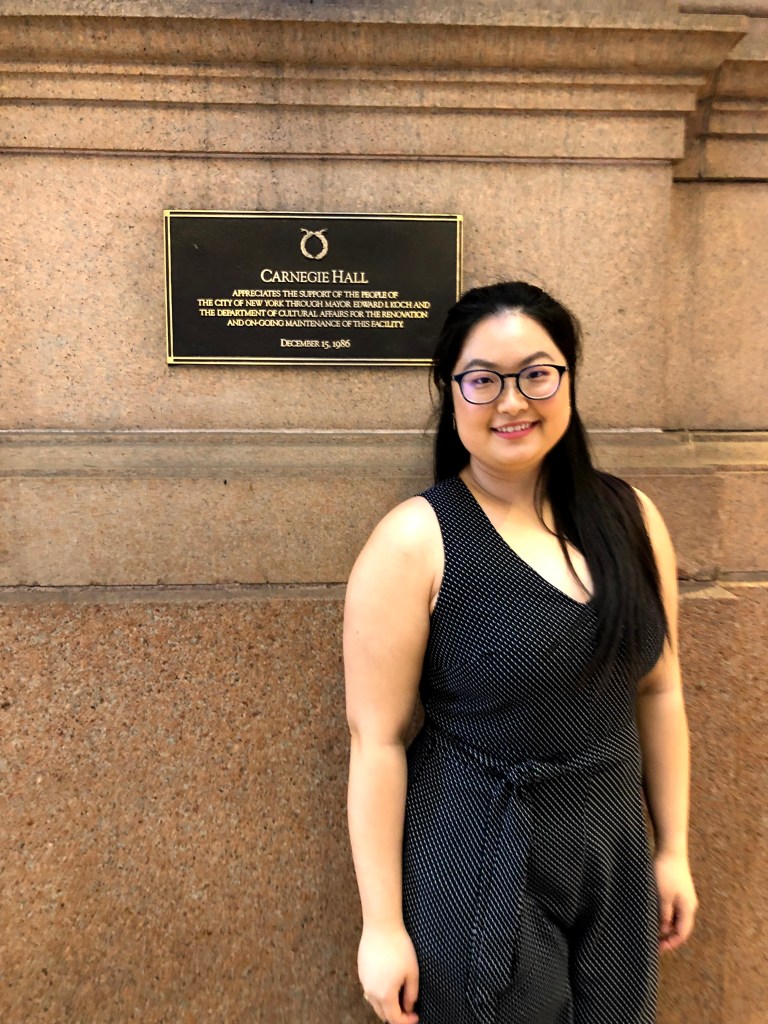 CARNEGIE HALL
APPRECIATES THE SUPPORT OF THE PEOPLE OF
THE CITY OF NEW YORK THROUGH MAYOR EDWARD I. KOCH AND
THE DEPARTMENT OF CULTURAL AFFAIRS FOR THE RENOVATION
AND ON-GOING MAINTENANCE OF THIS FACILITY.
DECEMBER 15, 1986